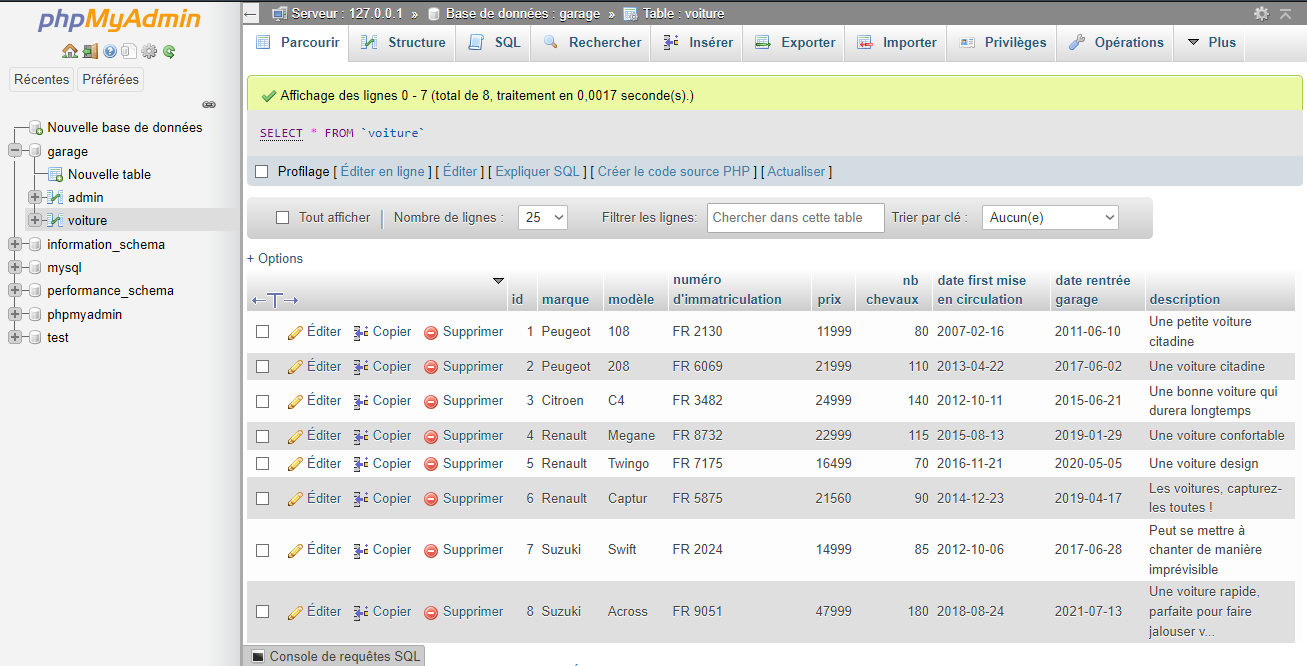 phpMyAdmin
Récentes Préférées
Nouvelle base de données
garage
Nouvelle table
admin
voiture
information_schema
mysql
performance_schema
phpmyadmin
test
Serveur : 127.0.0.1 » Base de données : garage » Table : voiture
Parcourir Structure SQL Rechercher Insérer Exporter Importer Privilèges Opérations Plus
Affichage des lignes 0 - 7 (total de 8, traitement en 0,0017 seconde(s).)
SELECT * FROM `voiture`
Profilage [ Éditer en ligne ] [ Éditer ] [ Expliquer SQL ] [ Créer le code source PHP ] [ Actualiser ]
Tout afficher Nombre de lignes : 25 Filtrer les lignes: Chercher dans cette table Trier par clé : Aucun(e)
+ Options
←T→ id marque modèle numéro d'immatriculation prix nb chevaux date first mise en circulation date rentrée garage description
Éditer Copier Supprimer 1 Peugeot 108 FR 2130 11999 80 2007-02-16 2011-06-10 Une petite voiture
citadine
Éditer Copier Supprimer 2 Peugeot 208 FR 6069 21999 110 2013-04-22 2017-06-02 Une voiture citadine
Éditer Copier Supprimer 3 Citroen C4 FR 3482 24999 140 2012-10-11 2015-06-21 Une bonne voiture qui
durera longtemps
Éditer Copier Supprimer 4 Renault Megane FR 8732 22999 115 2015-08-13 2019-01-29 Une voiture confortable
Éditer Copier Supprimer 5 Renault Twingo FR 7175 16499 70 2016-11-21 2020-05-05 Une voiture design
Éditer Copier Supprimer 6 Renault Captur FR 5875 21560 90 2014-12-23 2019-04-17 Les voitures, capturez-
les toutes !
Éditer Copier Supprimer 7 Suzuki Swift FR 2024 14999 85 2012-10-06 2017-06-28 Peut se mettre à
chanter de manière
imprévisible
Éditer Copier Supprimer 8 Suzuki Across FR 9051 47999 180 2018-08-24 2021-07-13 Une voiture rapide,
parfaite pour faire
jalouser v...
Console de requêtes SQL